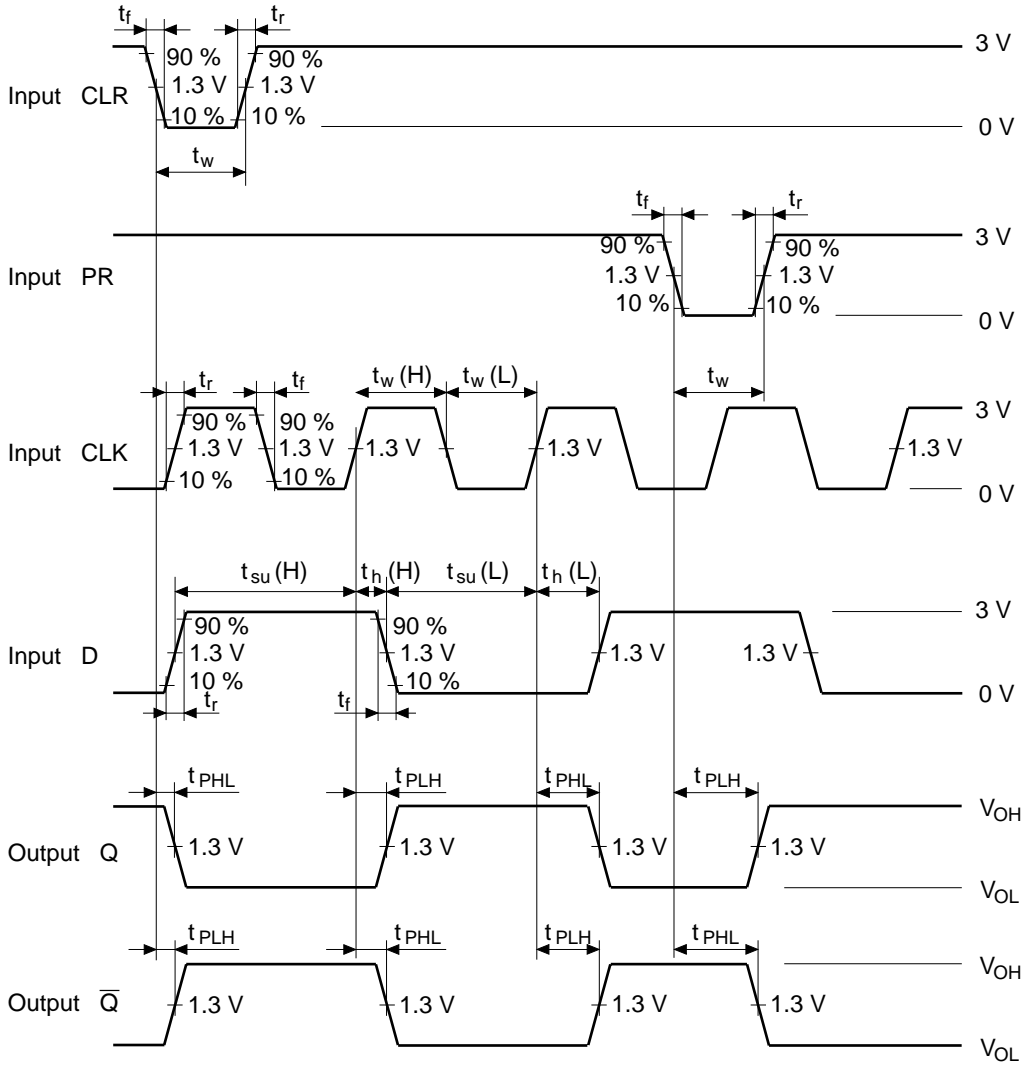 tf tr
90 % 90 % 3 V
Input CLR 1.3 V 1.3 V
10 % 10 % 0 V
tw
tf tr
90 % 90 % 3 V
Input PR 1.3 V 1.3 V
10 % 10 % 0 V
tr tf tw (H) tw (L) tw
90 % 90 % 3 V
Input CLK 1.3 V 1.3 V 1.3 V 1.3 V 1.3 V
10 % 10 % 0 V
tsu (H) th (H) tsu (L) th (L)
90 % 90 % 3 V
Input D 1.3 V 1.3 V 1.3 V 1.3 V
10 % 10 % 0 V
tr tf
tPHL tPLH tPHL tPLH
VOH
Output Q 1.3 V 1.3 V 1.3 V 1.3 V
VOL
tPLH tPHL tPLH tPHL
VOH
Output Q̅ 1.3 V 1.3 V 1.3 V 1.3 V
VOL